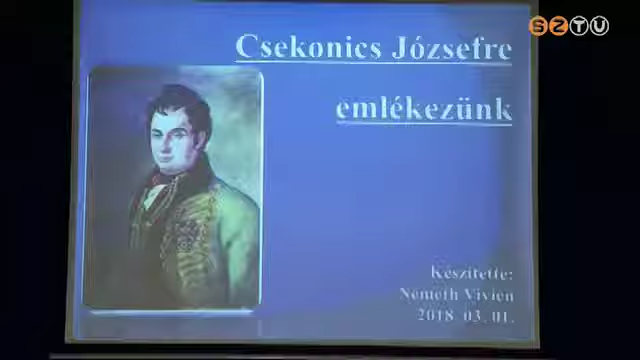 SZTV
Csekonics Józsefre
emlékezünk
Készítette:
Németh Vivien
2018. 03. 01.